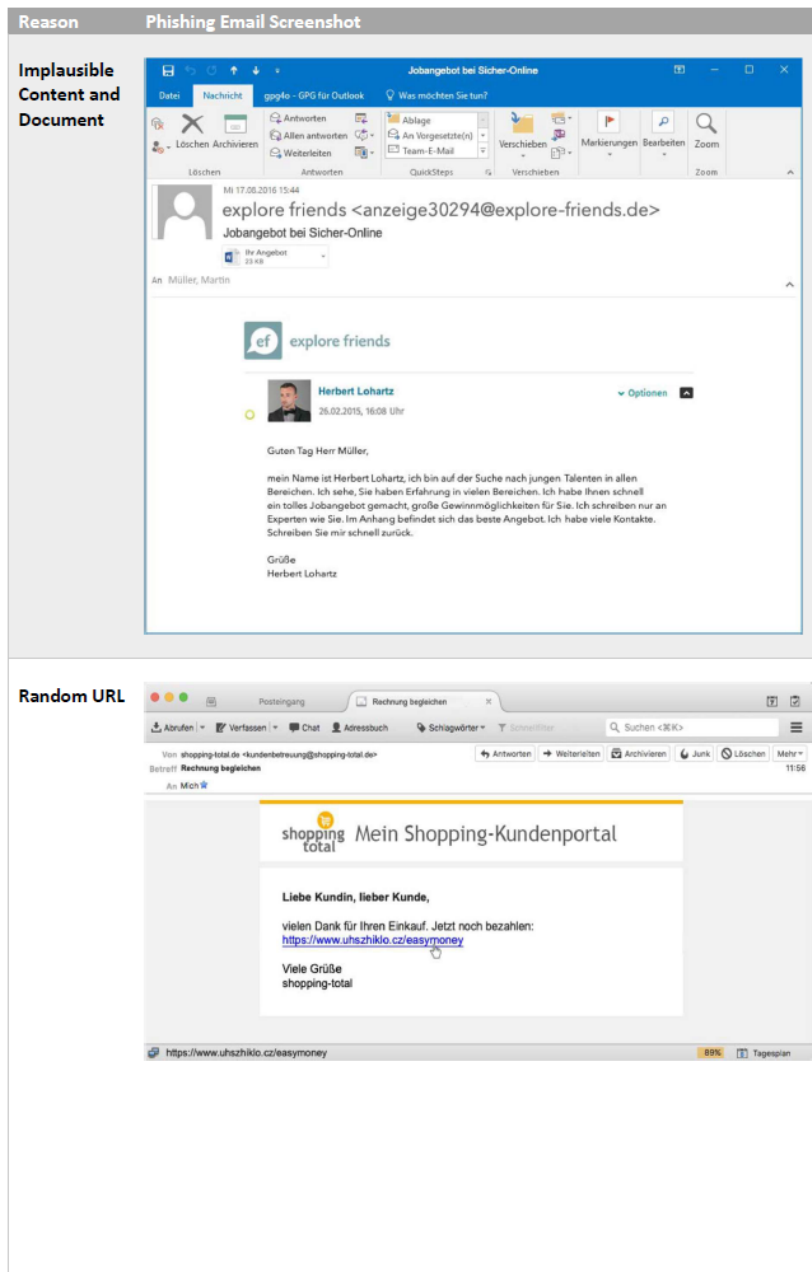 Reason Phishing Email Screenshot
Implausible
Content and
Document
Jobangebot bei Sicher-Online
Datei Nachricht gpg4o - GPG für Outlook Was möchten Sie tun?
Löschen Archivieren
Antworten
Allen antworten
Weiterleiten
Ablage
An Vorgesetzte(n)
Team-E-Mail
Verschieben
Markierungen Bearbeiten Zoom
Löschen Antworten QuickSteps Verschieben Zoom
Mi 17.08.2016 15:44
explore friends <anzeige30294@explore-friends.de>
Jobangebot bei Sicher-Online
Ihr Angebot
23 KB
An Müller, Martin
ef explore friends
Herbert Lohartz
Optionen
26.02.2015, 16:08 Uhr
Guten Tag Herr Müller,
mein Name ist Herbert Lohartz, ich bin auf der Suche nach jungen Talenten in allen
Bereichen. Ich sehe, Sie haben Erfahrung in vielen Bereichen. Ich habe Ihnen schnell
ein tolles Jobangebot gemacht, große Gewinnmöglichkeiten für Sie. Ich schreiben nur an
Experten wie Sie. Im Anhang befindet sich das beste Angebot. Ich habe viele Kontakte.
Schreiben Sie mir schnell zurück.
Grüße
Herbert Lohartz
Random URL
Posteingang Rechnung begleichen
Abrufen Verfassen Chat Adressbuch Schlagwörter Schnellfilter Suchen <⌘K>
Von shopping-total.de <kundenbetreuung@shopping-total.de> Antworten Weiterleiten Archivieren Junk Löschen Mehr
Betreff Rechnung begleichen 11:56
An Mich
shopping
total
Mein Shopping-Kundenportal
Liebe Kundin, lieber Kunde,
vielen Dank für Ihren Einkauf. Jetzt noch bezahlen:
https://www.uhszhiklo.cz/easymoney
Viele Grüße
shopping-total
https://www.uhszhiklo.cz/easymoney 89% Tagesplan